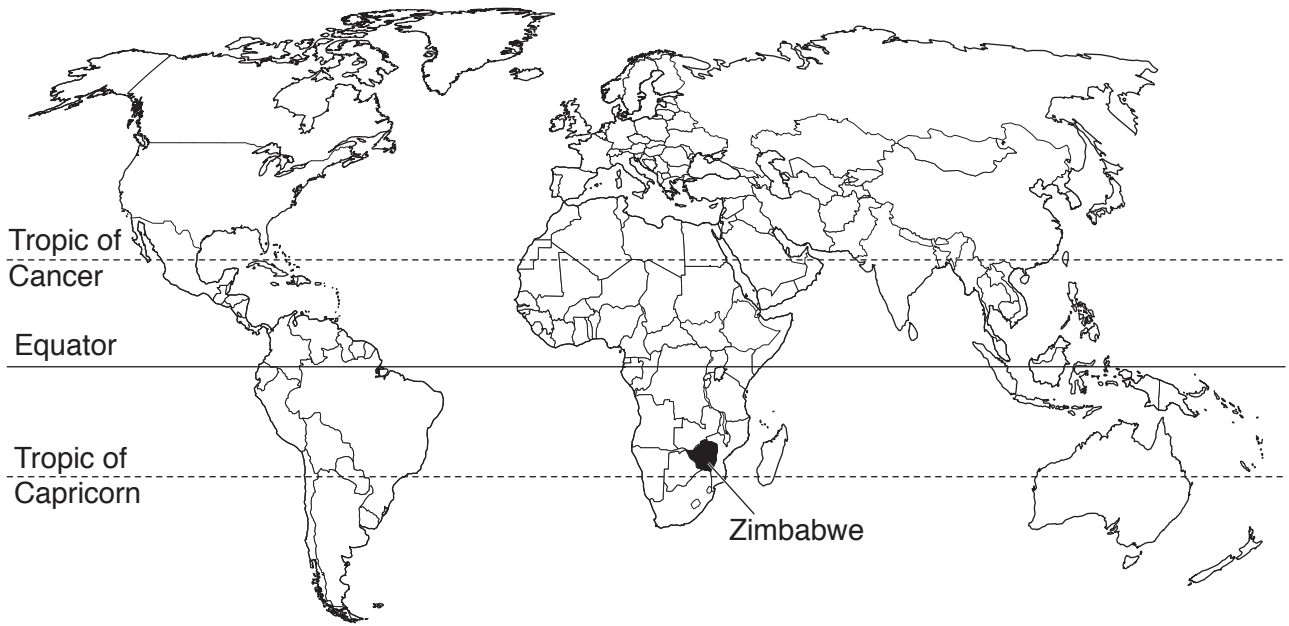 Tropic of
Cancer
Equator
Tropic of
Capricorn
Zimbabwe